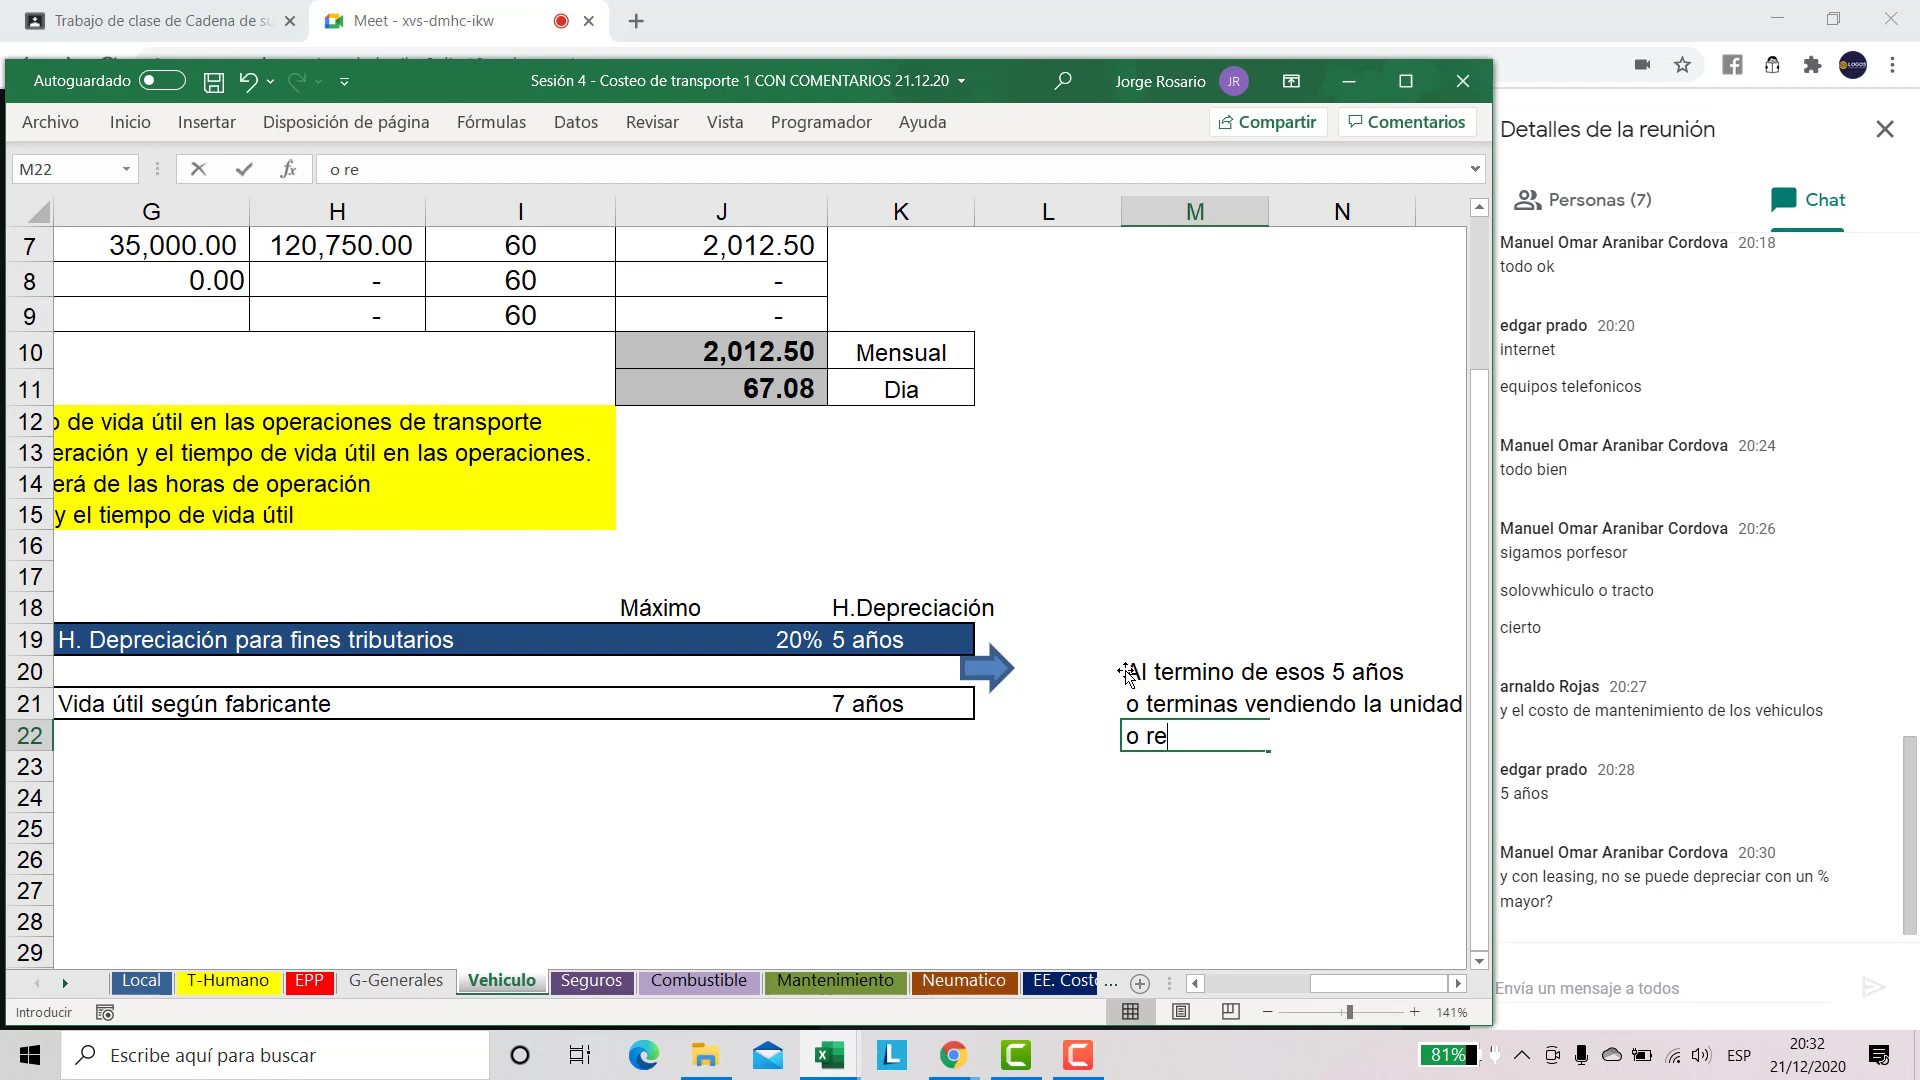 Trabajo de clase de Cadena de su
Meet - xvs-dmhc-ikw
Autoguardado
Sesión 4 - Costeo de transporte 1 CON COMENTARIOS 21.12.20
Jorge Rosario
JR
Archivo
Inicio
Insertar
Disposición de página
Fórmulas
Datos
Revisar
Vista
Programador
Ayuda
Compartir
Comentarios
M22
fx
o re
G H I J K L M N
7 35,000.00 120,750.00 60 2,012.50
8 0.00 - 60 -
9 - 60 -
10 2,012.50 Mensual
11 67.08 Dia
12 o de vida útil en las operaciones de transporte
13 eración y el tiempo de vida útil en las operaciones.
14 erá de las horas de operación
15 y el tiempo de vida útil
16
17
18 Máximo H.Depreciación
19 H. Depreciación para fines tributarios 20% 5 años
20 Al termino de esos 5 años
21 Vida útil según fabricante 7 años o terminas vendiendo la unidad
22 o re
23
24
25
26
27
28
29
Local
T-Humano
EPP
G-Generales
Vehiculo
Seguros
Combustible
Mantenimiento
Neumatico
EE. Coste
...
Introducir
141%
Detalles de la reunión
Personas (7)
Chat
Manuel Omar Aranibar Cordova 20:18
todo ok
edgar prado 20:20
internet
equipos telefonicos
Manuel Omar Aranibar Cordova 20:24
todo bien
Manuel Omar Aranibar Cordova 20:26
sigamos porfesor
solovwhiculo o tracto
cierto
arnaldo Rojas 20:27
y el costo de mantenimiento de los vehiculos
edgar prado 20:28
5 años
Manuel Omar Aranibar Cordova 20:30
y con leasing, no se puede depreciar con un %
mayor?
Envía un mensaje a todos
Escribe aquí para buscar
81%
ESP
20:32
21/12/2020